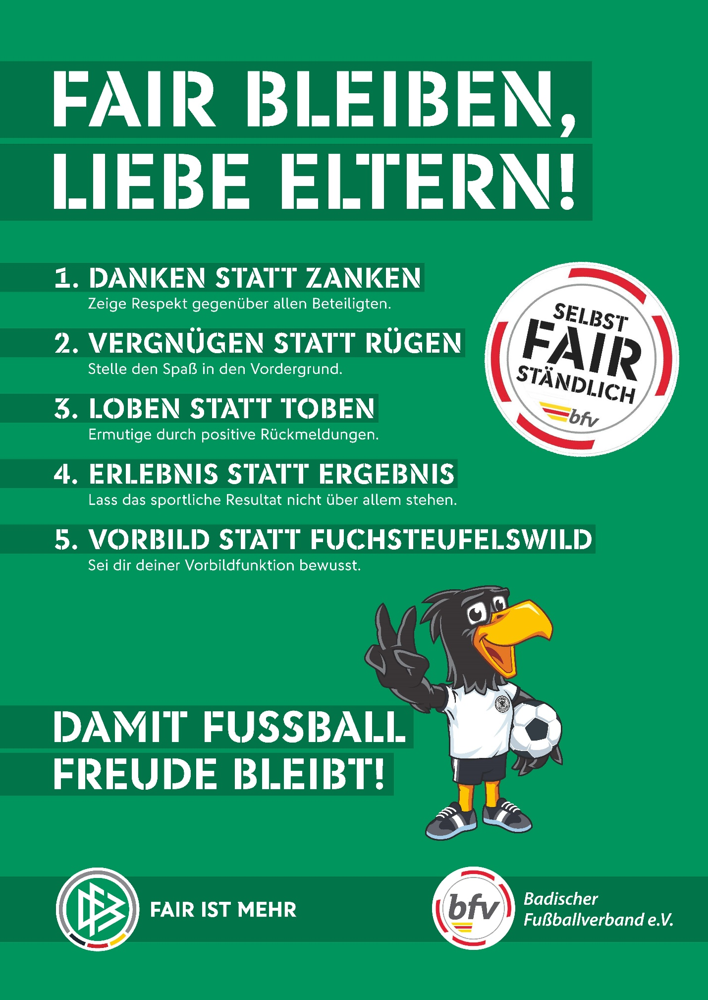 FAIR BLEIBEN,
LIEBE ELTERN!
1. DANKEN STATT ZANKEN
Zeige Respekt gegenüber allen Beteiligten.
2. VERGNÜGEN STATT RÜGEN
Stelle den Spaß in den Vordergrund.
3. LOBEN STATT TOBEN
Ermutige durch positive Rückmeldungen.
4. ERLEBNIS STATT ERGEBNIS
Lass das sportliche Resultat nicht über allem stehen.
5. VORBILD STATT FUCHSTEUFELSWILD
Sei dir deiner Vorbildfunktion bewusst.
SELBST
FAIR
STÄNDLICH
bfv
DAMIT FUSSBALL
FREUDE BLEIBT!
DFB
FAIR IST MEHR
bfv
Badischer
Fußballverband e.V.